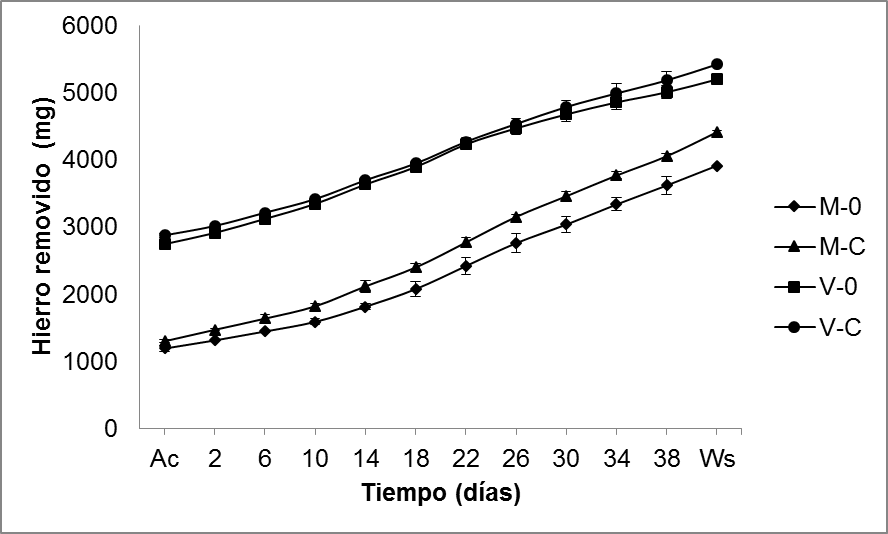 6000
5000
4000
3000
2000
1000
0
Hierro removido (mg)
Ac 2 6 10 14 18 22 26 30 34 38 Ws
Tiempo (días)
M-0
M-C
V-0
V-C